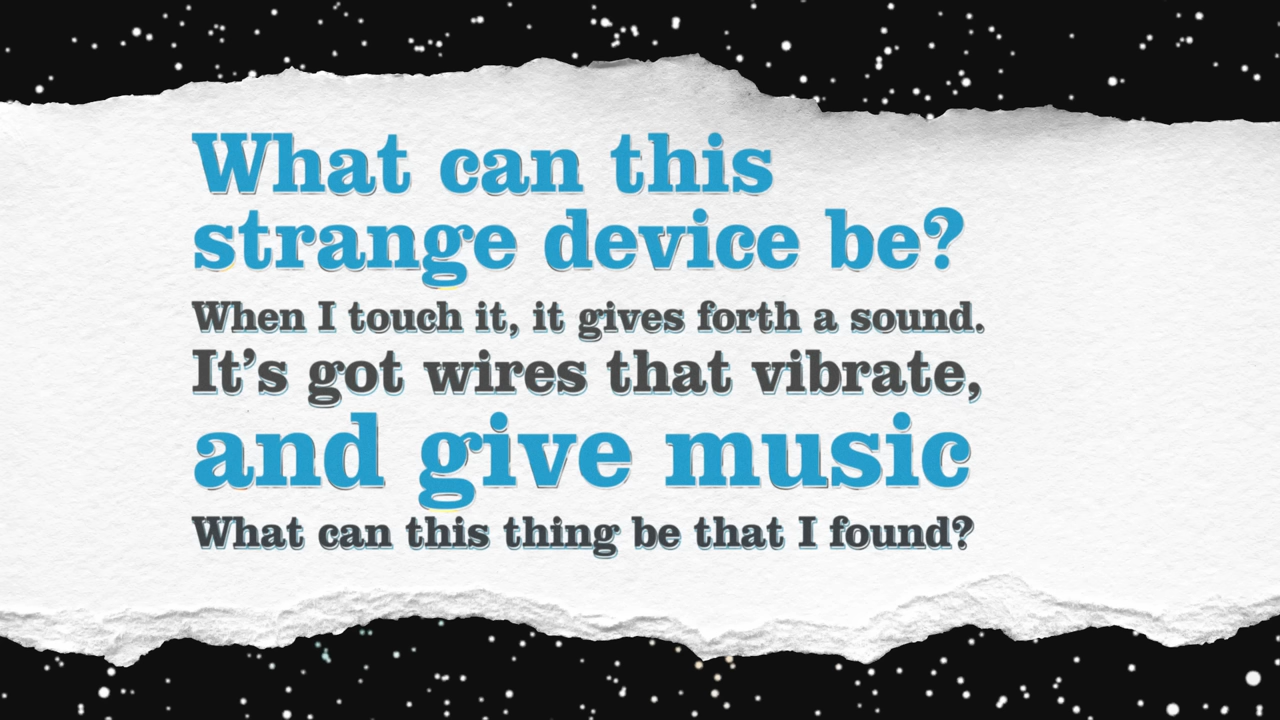 What can this
strange device be?
When I touch it, it gives forth a sound.
It’s got wires that vibrate,
and give music
What can this thing be that I found?